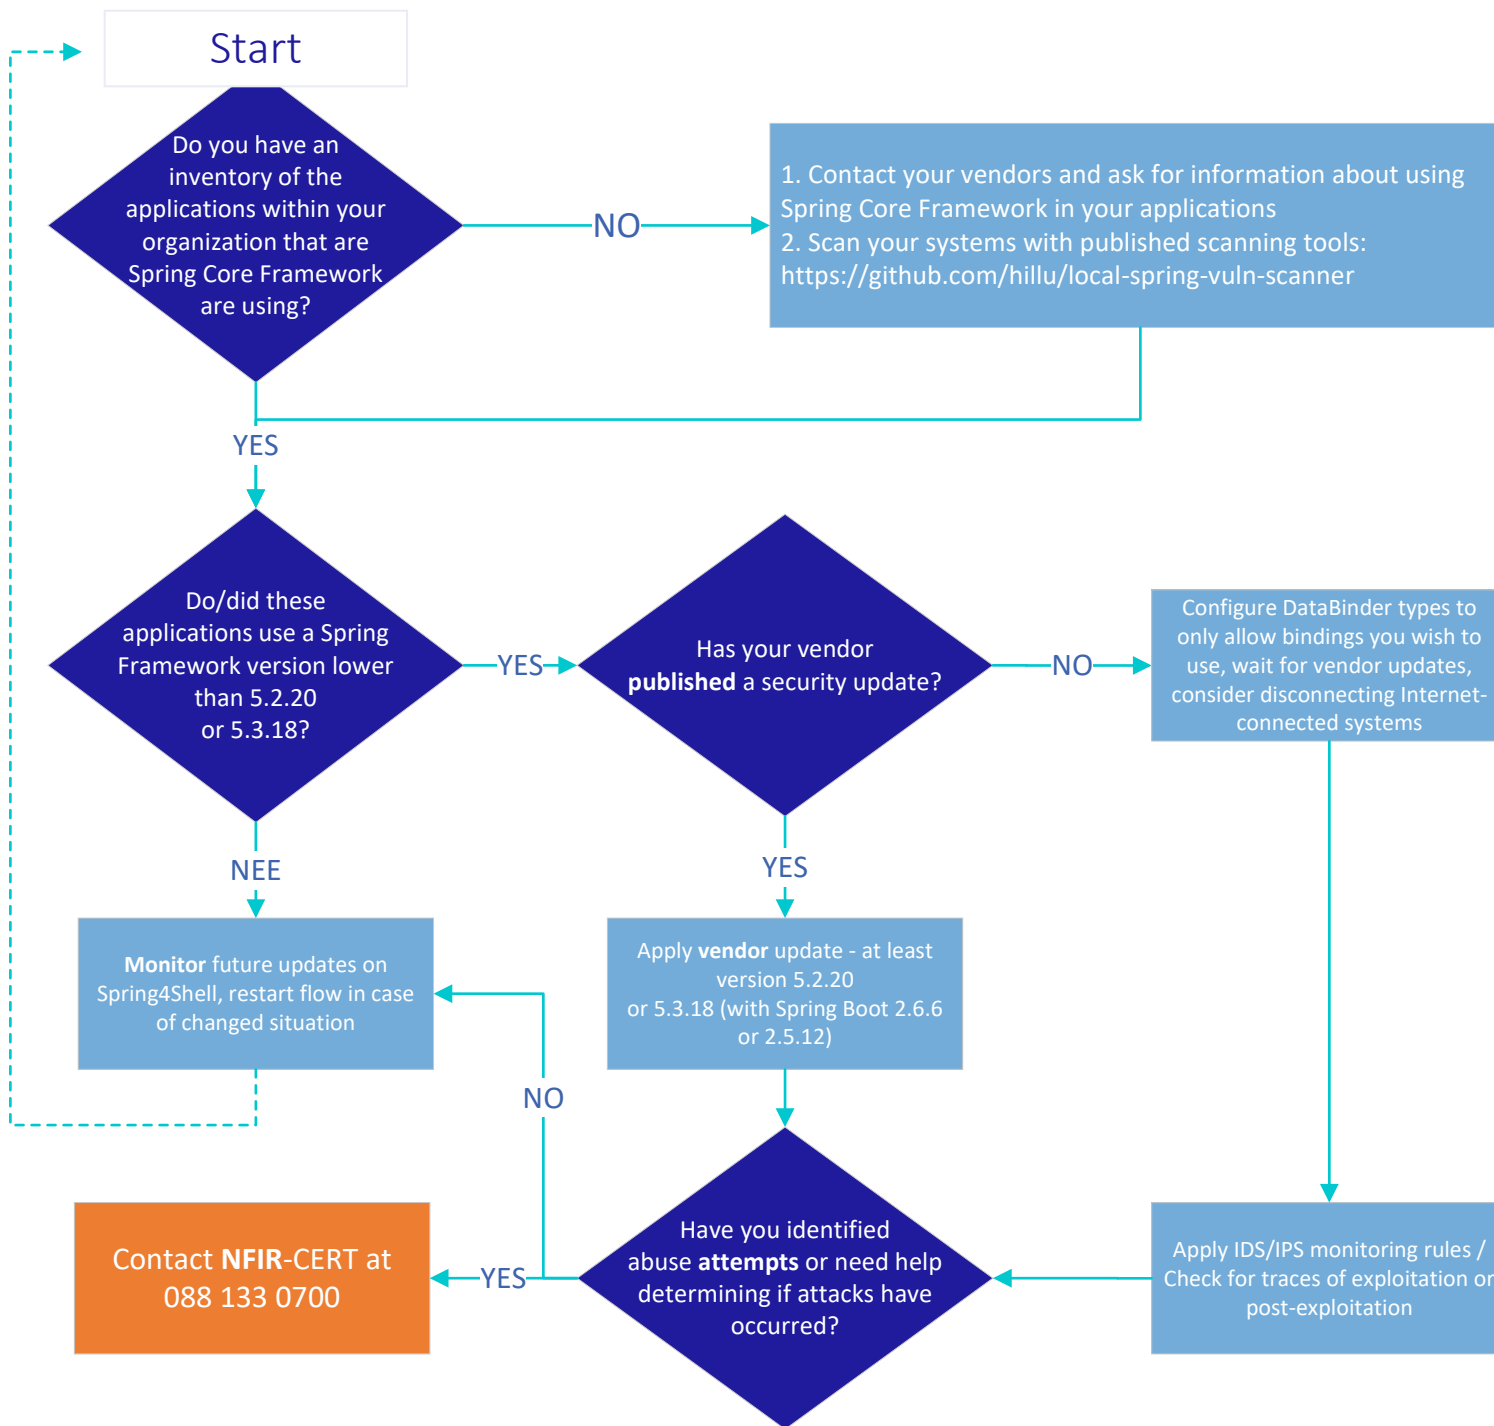 Start
Do you have an
inventory of the
applications within your
organization that are
Spring Core Framework
are using?
NO
1. Contact your vendors and ask for information about using
Spring Core Framework in your applications
2. Scan your systems with published scanning tools:
https://github.com/hillu/local-spring-vuln-scanner
YES
Do/did these
applications use a Spring
Framework version lower
than 5.2.20
or 5.3.18?
YES
Has your vendor
published a security update?
NO
Configure DataBinder types to
only allow bindings you wish to
use, wait for vendor updates,
consider disconnecting Internet-
connected systems
NEE
YES
Monitor future updates on
Spring4Shell, restart flow in case
of changed situation
Apply vendor update - at least
version 5.2.20
or 5.3.18 (with Spring Boot 2.6.6
or 2.5.12)
NO
Contact NFIR-CERT at
088 133 0700
YES
Have you identified
abuse attempts or need help
determining if attacks have
occurred?
Apply IDS/IPS monitoring rules /
Check for traces of exploitation or
post-exploitation